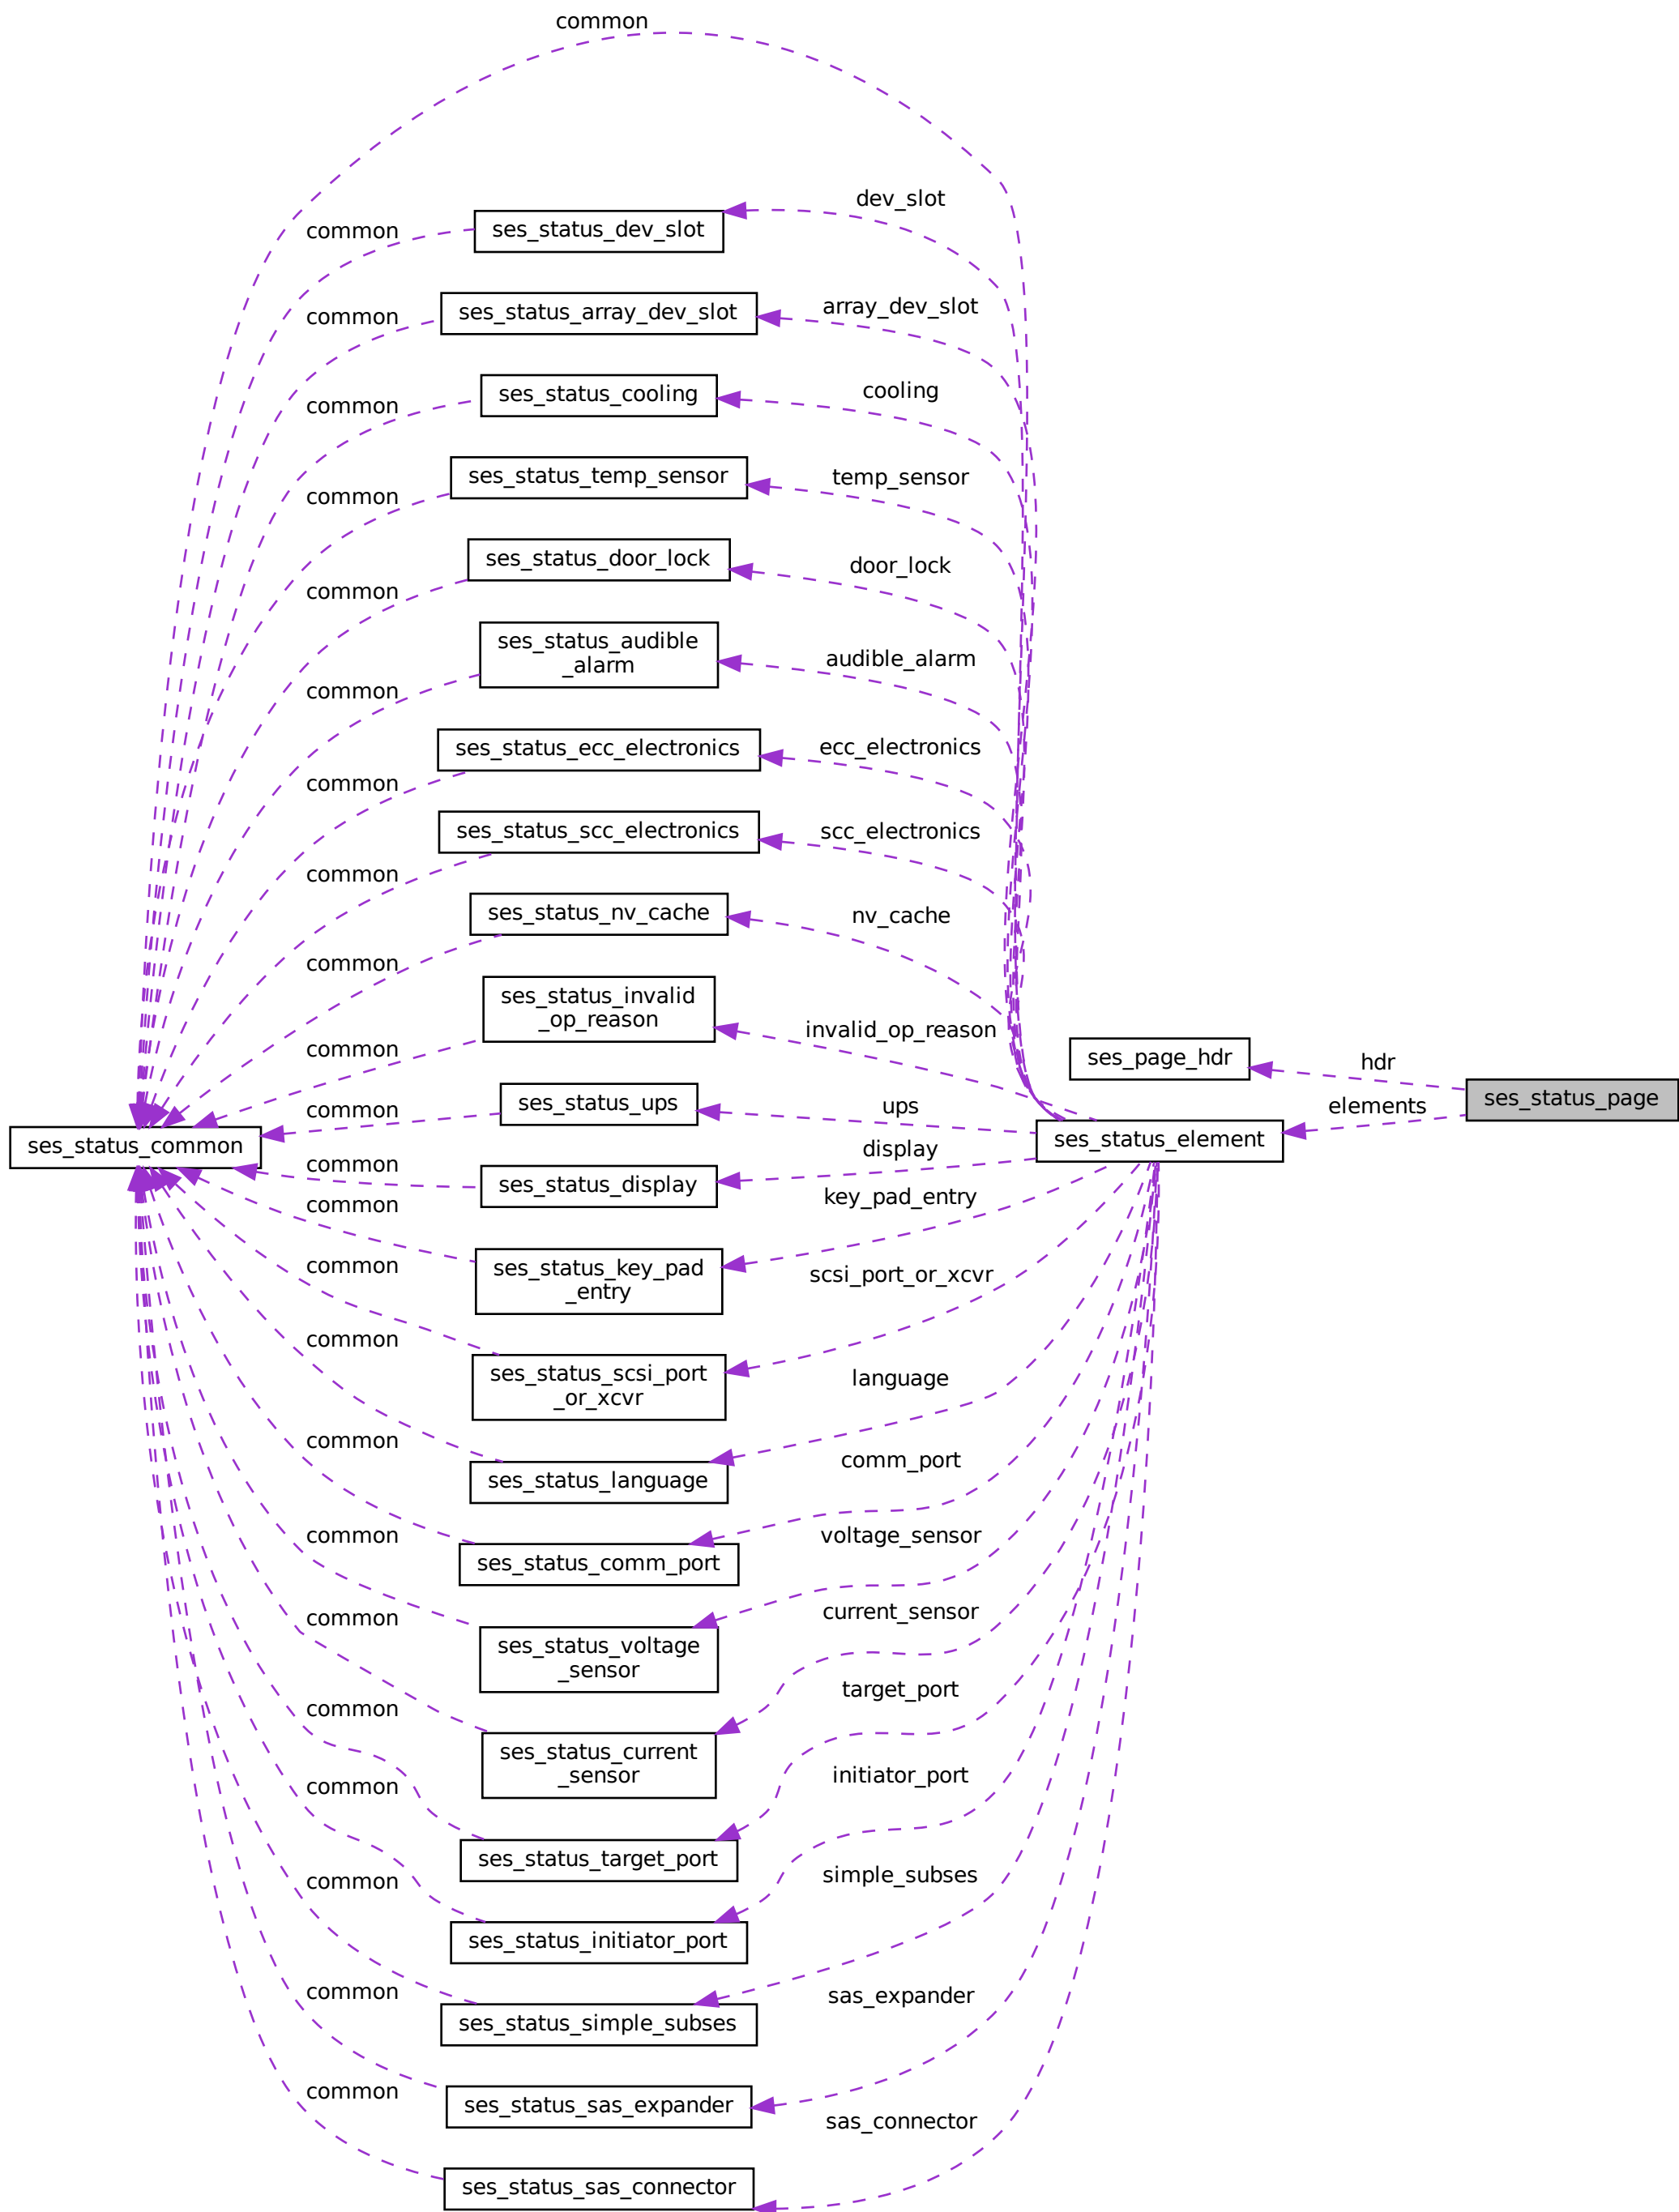 common
dev_slot
common
ses_status_dev_slot
array_dev_slot
common
ses_status_array_dev_slot
cooling
common
ses_status_cooling
temp_sensor
common
ses_status_temp_sensor
door_lock
common
ses_status_door_lock
audible_alarm
common
ses_status_audible
_alarm
ecc_electronics
common
ses_status_ecc_electronics
scc_electronics
common
ses_status_scc_electronics
nv_cache
common
ses_status_nv_cache
invalid_op_reason
common
ses_status_invalid
_op_reason
ses_page_hdr
hdr
ses_status_page
elements
common
ses_status_ups
ups
ses_status_common
ses_status_element
display
common
ses_status_display
key_pad_entry
common
ses_status_key_pad
_entry
scsi_port_or_xcvr
common
ses_status_scsi_port
_or_xcvr
language
common
ses_status_language
comm_port
common
ses_status_comm_port
voltage_sensor
common
ses_status_voltage
_sensor
current_sensor
common
ses_status_current
_sensor
target_port
common
ses_status_target_port
initiator_port
common
ses_status_initiator_port
simple_subses
common
ses_status_simple_subses
sas_expander
common
ses_status_sas_expander
sas_connector
common
ses_status_sas_connector